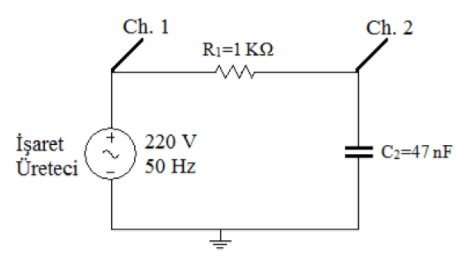 Ch. 1
Ch. 2
R1=1 KΩ
İşaret
Üreteci
+
-
220 V
50 Hz
C2=47 nF